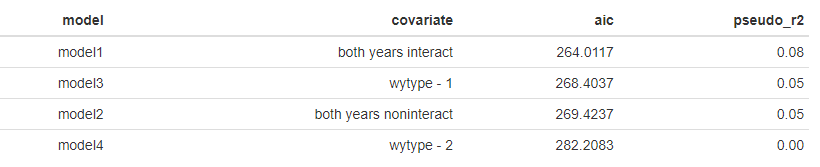 model covariate aic pseudo_r2
model1 both years interact 264.0117 0.08
model3 wytype - 1 268.4037 0.05
model2 both years noninteract 269.4237 0.05
model4 wytype - 2 282.2083 0.00